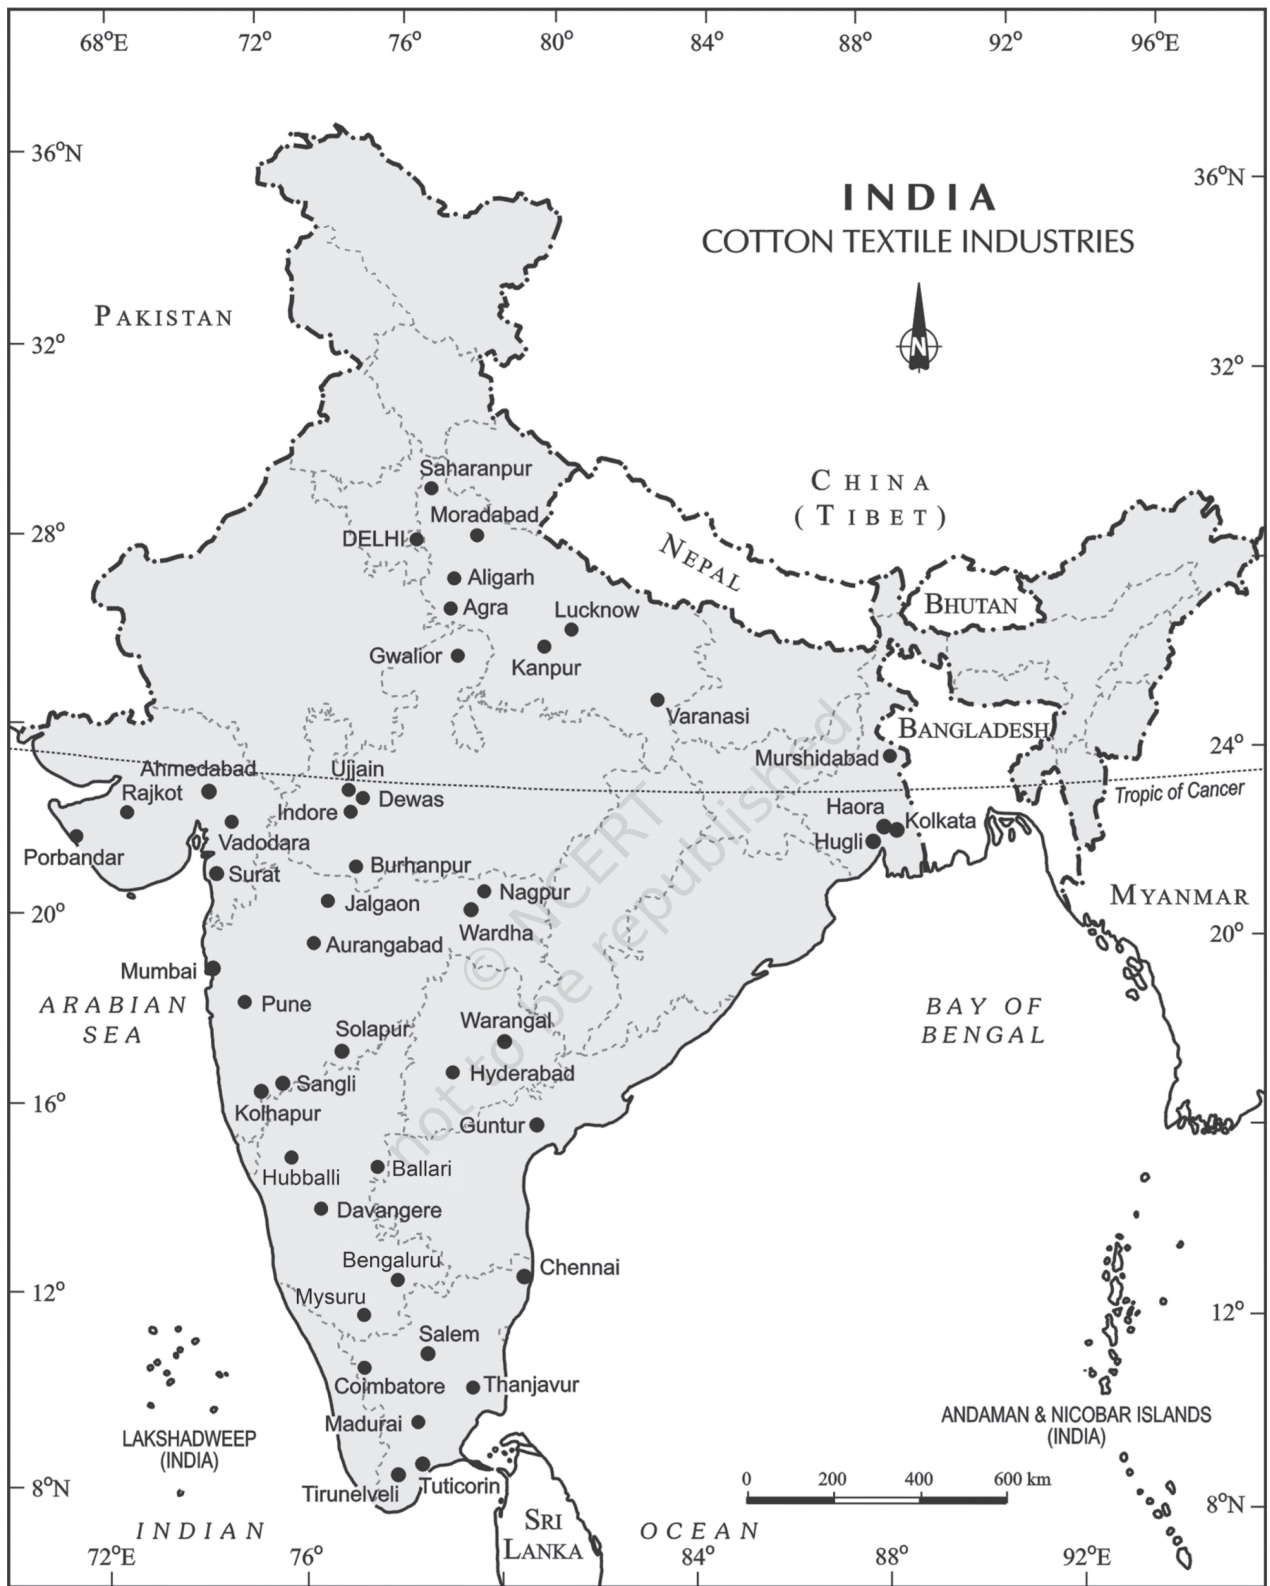 68°E 72° 76° 80° 84° 88° 92° 96°E
36°N
36°N
INDIA
COTTON TEXTILE INDUSTRIES
N
PAKISTAN
32°
32°
Saharanpur
CHINA
(TIBET)
Moradabad
28°
DELHI
NEPAL
Aligarh
BHUTAN
Agra
Lucknow
Gwalior
Kanpur
Varanasi
BANGLADESH
24°
Murshidabad
Ahmedabad
Ujjain
Tropic of Cancer
Rajkot
Dewas
Indore
Haora
Kolkata
Vadodara
Hugli
Porbandar
Burhanpur
Surat
Nagpur
MYANMAR
Jalgaon
20°
20°
Wardha
Aurangabad
© NCERT
not to be republished
Mumbai
ARABIAN
SEA
Pune
BAY OF
BENGAL
Warangal
Solapur
Hyderabad
Sangli
16°
Kolhapur
Guntur
Ballari
Hubballi
Davangere
Bengaluru
Chennai
12°
Mysuru
12°
Salem
Coimbatore
Thanjavur
Madurai
ANDAMAN & NICOBAR ISLANDS
(INDIA)
LAKSHADWEEP
(INDIA)
0 200 400 600 km
8°N
Tuticorin
Tirunelveli
8°N
SRI
LANKA
INDIAN OCEAN
72°E 76° 84° 88° 92°E